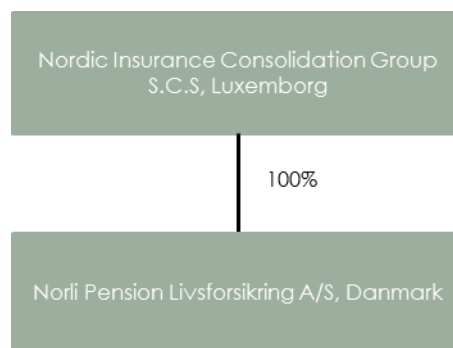 Nordic Insurance Consolidation Group
S.C.S, Luxemborg
100%
Norli Pension Livsforsikring A/S, Danmark